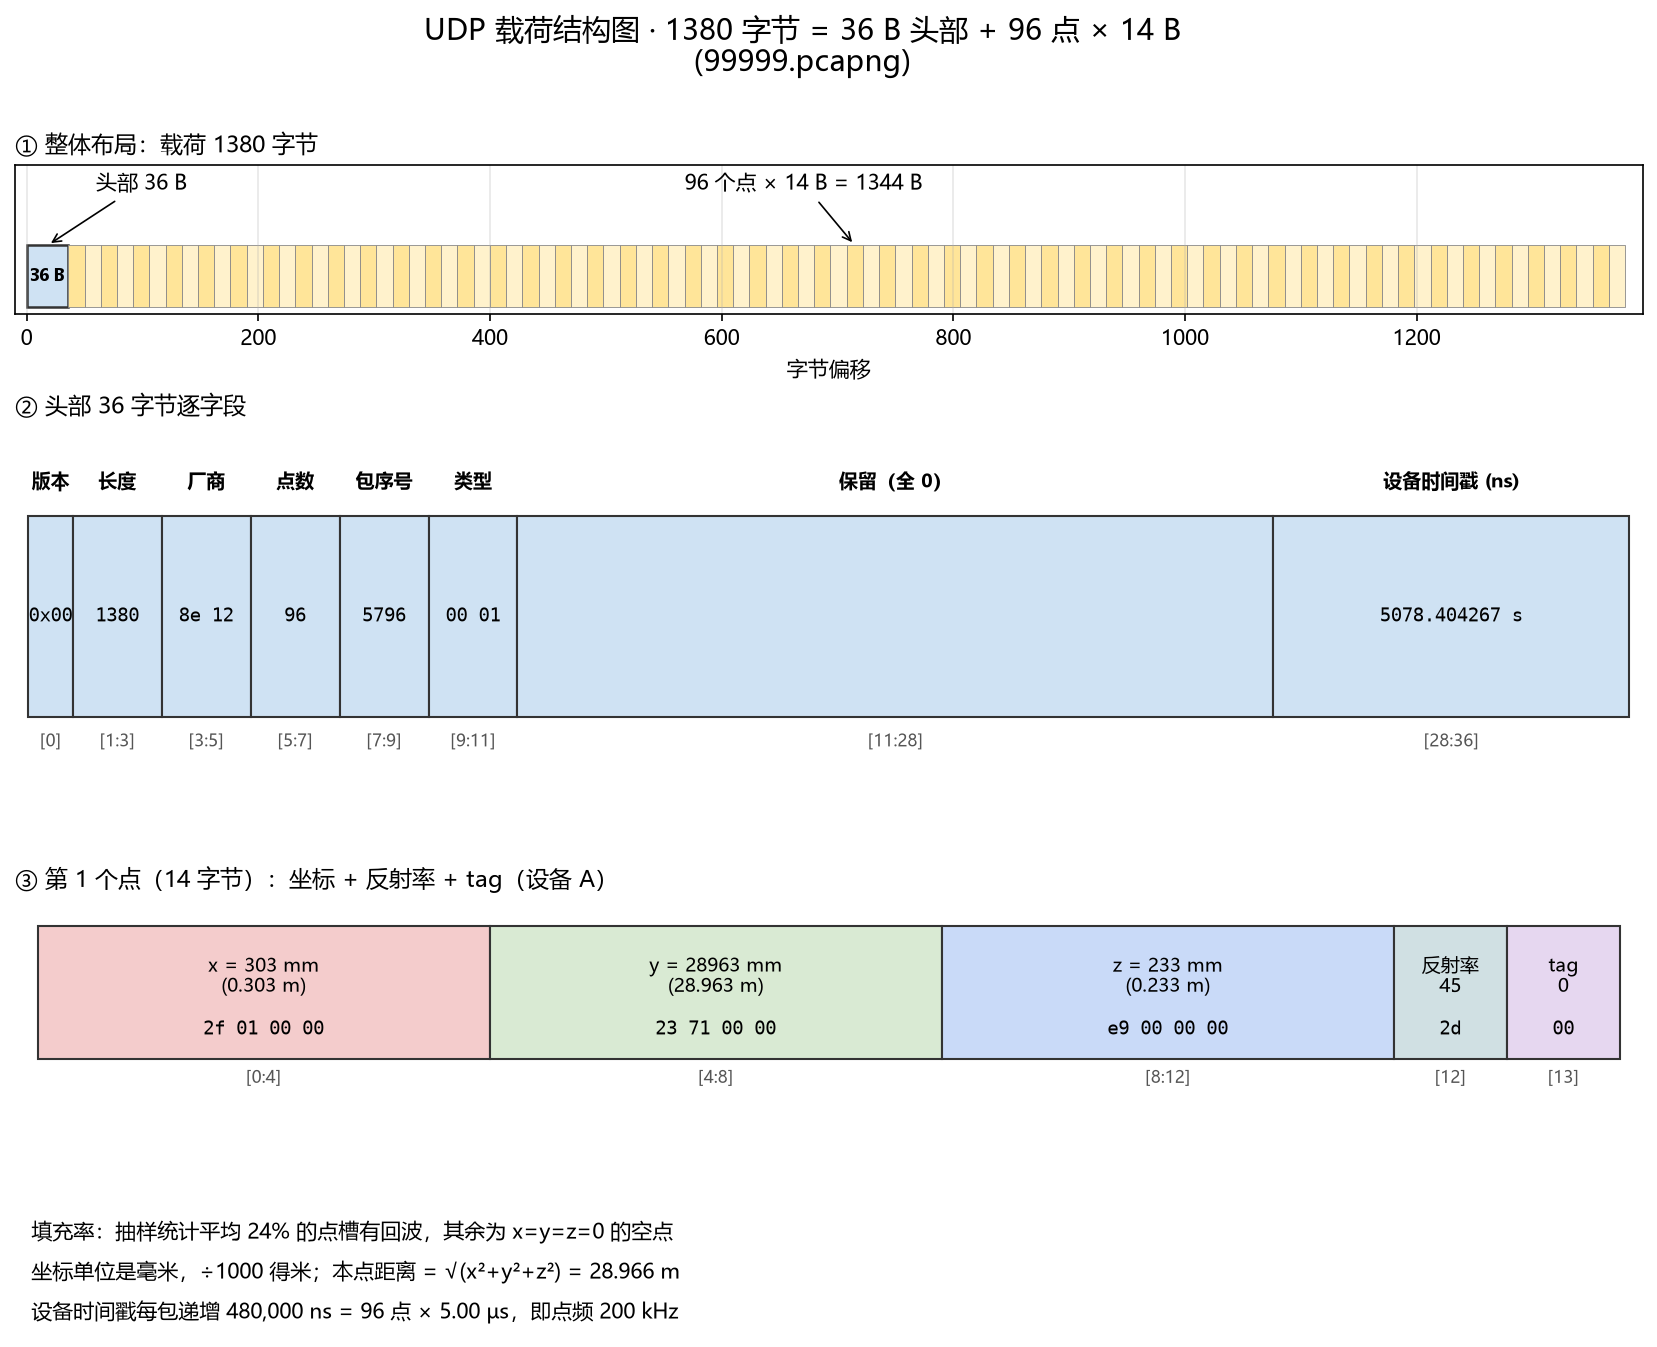 UDP 载荷结构图 · 1380 字节 = 36 B 头部 + 96 点 × 14 B
(99999.pcapng)
① 整体布局：载荷 1380 字节
头部 36 B
96 个点 × 14 B = 1344 B
36 B
0 200 400 600 800 1000 1200
字节偏移
② 头部 36 字节逐字段
版本 长度 厂商 点数 包序号 类型 保留（全 0） 设备时间戳 (ns)
0x00 1380 8e 12 96 5796 00 01 5078.404267 s
[0] [1:3] [3:5] [5:7] [7:9] [9:11] [11:28] [28:36]
③ 第 1 个点（14 字节）：坐标 + 反射率 + tag（设备 A）
x = 303 mm y = 28963 mm z = 233 mm 反射率 tag
(0.303 m) (28.963 m) (0.233 m) 45 0
2f 01 00 00 23 71 00 00 e9 00 00 00 2d 00
[0:4] [4:8] [8:12] [12] [13]
填充率：抽样统计平均 24% 的点槽有回波，其余为 x=y=z=0 的空点
坐标单位是毫米，÷1000 得米；本点距离 = √(x²+y²+z²) = 28.966 m
设备时间戳每包递增 480,000 ns = 96 点 × 5.00 µs，即点频 200 kHz